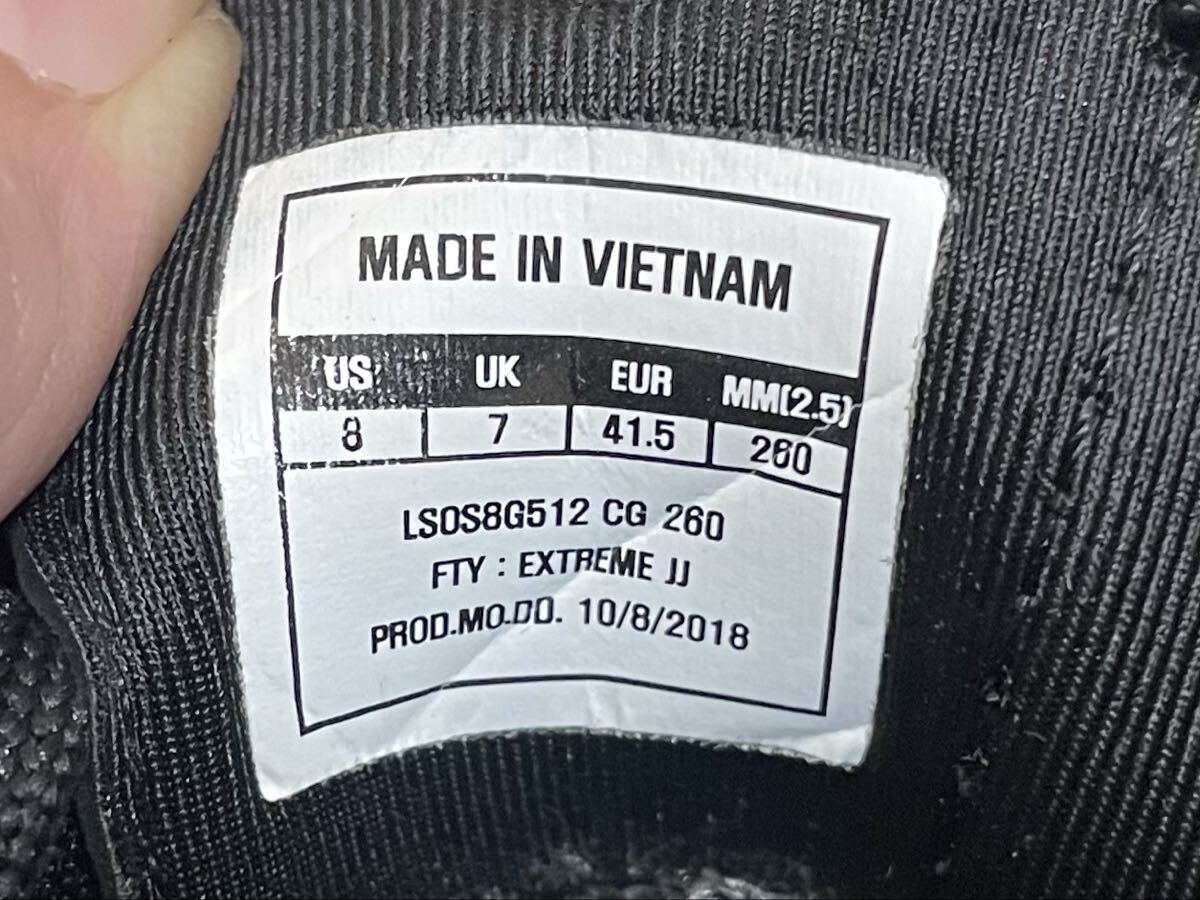 MADE IN VIETNAM
US UK EUR MM(2.5)
8 7 41.5 260
LSOS8G512 CG 260
FTY : EXTREME JJ
PROD.MO.DD. 10/8/2018